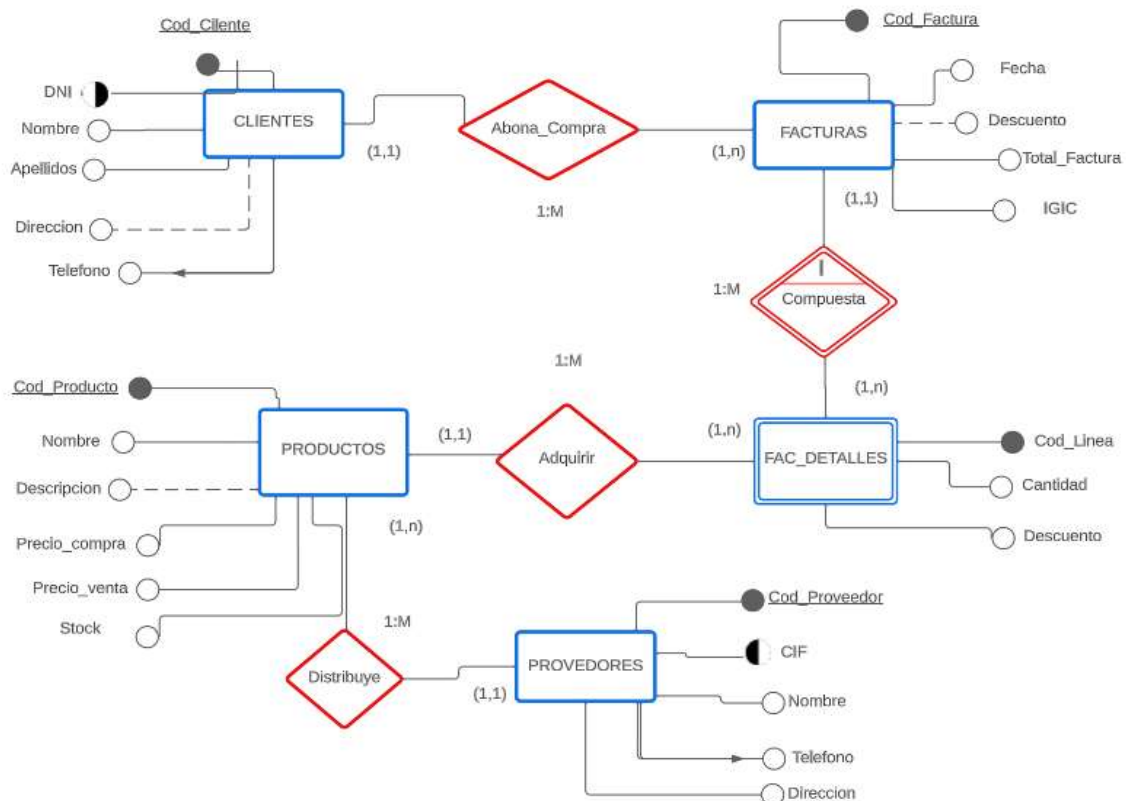 Cod_Cliente
Cod_Factura
DNI
CLIENTES
Nombre
Apellidos
Direccion
Telefono
(1,1)
Abona_Compra
1:M
(1,n)
FACTURAS
Fecha
Descuento
Total_Factura
IGIC
(1,1)
I
Compuesta
1:M
(1,n)
Cod_Producto
Nombre
Descripcion
Precio_compra
Precio_venta
Stock
PRODUCTOS
(1,1)
(1,n)
1:M
Adquirir
(1,n)
FAC_DETALLES
Cod_Linea
Cantidad
Descuento
1:M
Distribuye
(1,1)
PROVEDORES
Cod_Proveedor
CIF
Nombre
Telefono
Direccion